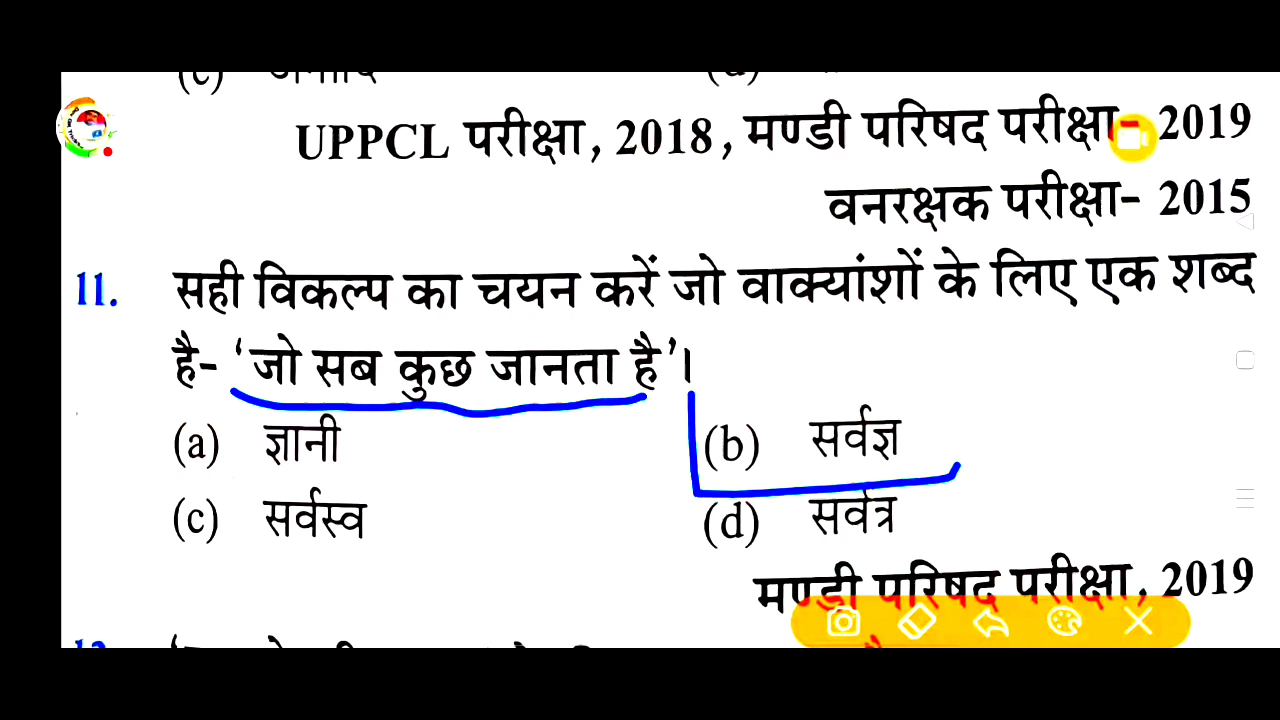 UPPCL परीक्षा, 2018, मण्डी परिषद परीक्षा- 2019
वनरक्षक परीक्षा- 2015
11. सही विकल्प का चयन करें जो वाक्यांशों के लिए एक शब्द
है- ‘जो सब कुछ जानता है’।
(a) ज्ञानी (b) सर्वज्ञ
(c) सर्वस्व (d) सर्वत्र
मण्डी परिषद परीक्षा, 2019